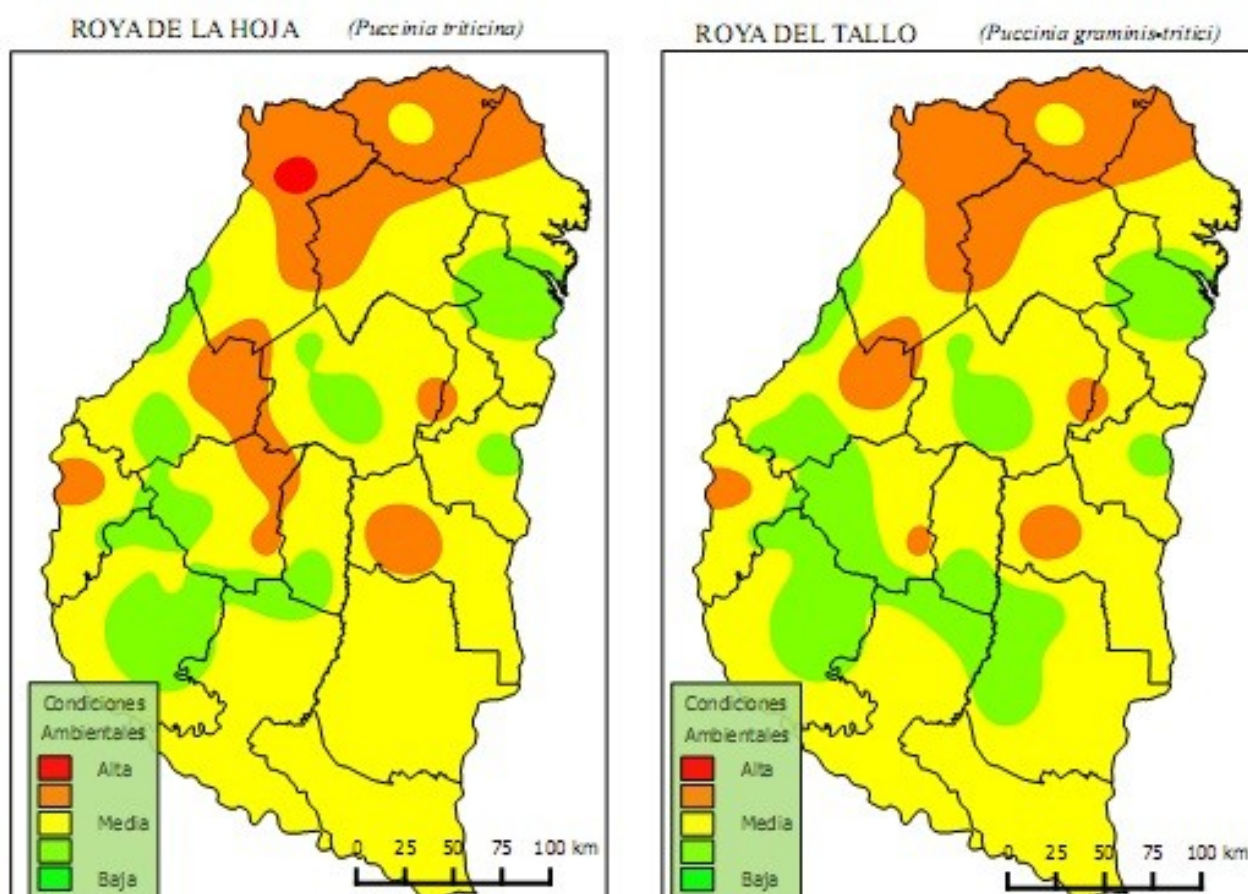 ROYA DE LA HOJA (Puccinia triticina)
Condiciones
Ambientales
Alta
Media
Baja
0 25 50 75 100 km
ROYA DEL TALLO (Puccinia graminis-tritici)
Condiciones
Ambientales
Alta
Media
Baja
0 25 50 75 100 km